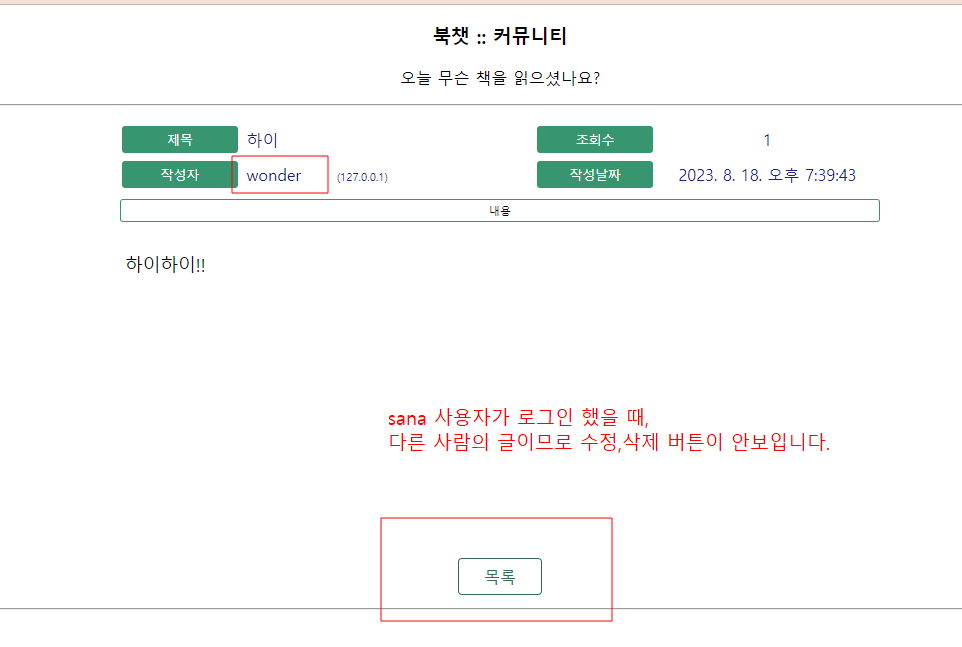 북챗 :: 커뮤니티
오늘 무슨 책을 읽으셨나요?
제목 하이 조회수 1
작성자 wonder (127.0.0.1) 작성날짜 2023. 8. 18. 오후 7:39:43
내용
하이하이!!
sana 사용자가 로그인 했을 때,
다른 사람의 글이므로 수정,삭제 버튼이 안보입니다.
목록